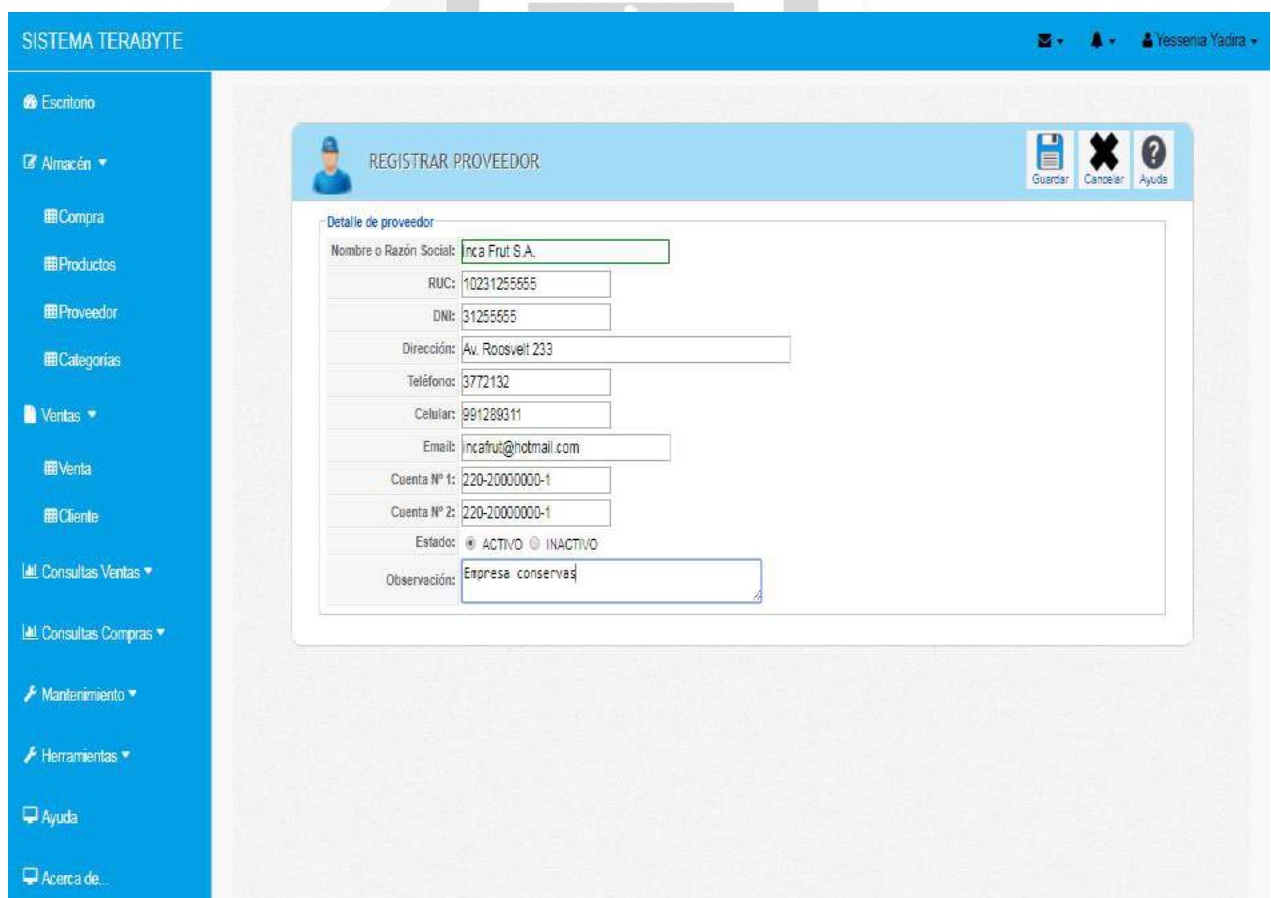 SISTEMA TERABYTE
Yessenia Yadira
Escritorio
Almacén
Compra
Productos
Proveedor
Categorías
Ventas
Venta
Cliente
Consultas Ventas
Consultas Compras
Mantenimiento
Herramientas
Ayuda
Acerca de...
REGISTRAR PROVEEDOR
Guardar Cancelar Ayuda
Detalle de proveedor
Nombre o Razón Social: Inca Frut S.A.
RUC: 10231255555
DNI: 31255555
Dirección: Av. Roosvelt 233
Teléfono: 3772132
Celular: 991289311
Email: incafrut@hotmail.com
Cuenta Nº 1: 220-20000000-1
Cuenta Nº 2: 220-20000000-1
Estado: ACTIVO INACTIVO
Observación: Empresa conservas